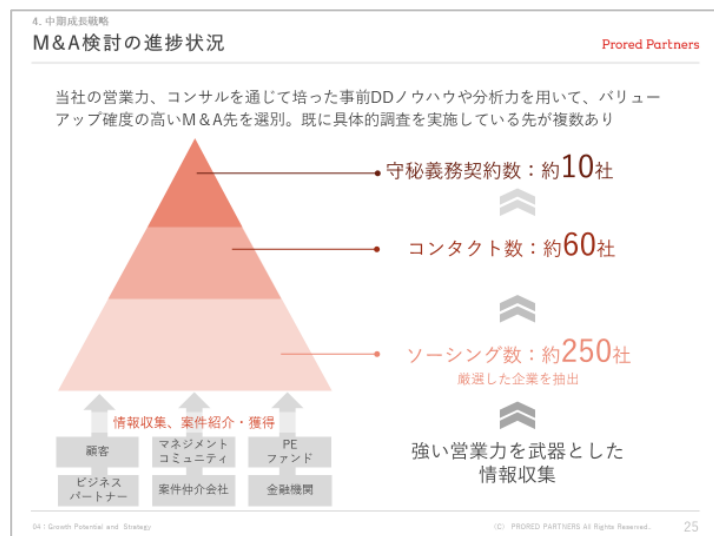 4. 中期成長戦略
M&A検討の進捗状況
Prored Partners
当社の営業力、コンサルを通じて培った事前DDノウハウや分析力を用いて、バリュー
アップ確度の高いM&A先を選別。既に具体的調査を実施している先が複数あり
守秘義務契約数：約10社
コンタクト数：約60社
ソーシング数：約250社
厳選した企業を抽出
情報収集、案件紹介・獲得
顧客
マネジメント
コミュニティ
PE
ファンド
ビジネス
パートナー
案件仲介会社
金融機関
強い営業力を武器とした
情報収集
04 | Growth Potential and Strategy
(C) PRORED PARTNERS All Rights Reserved.
25